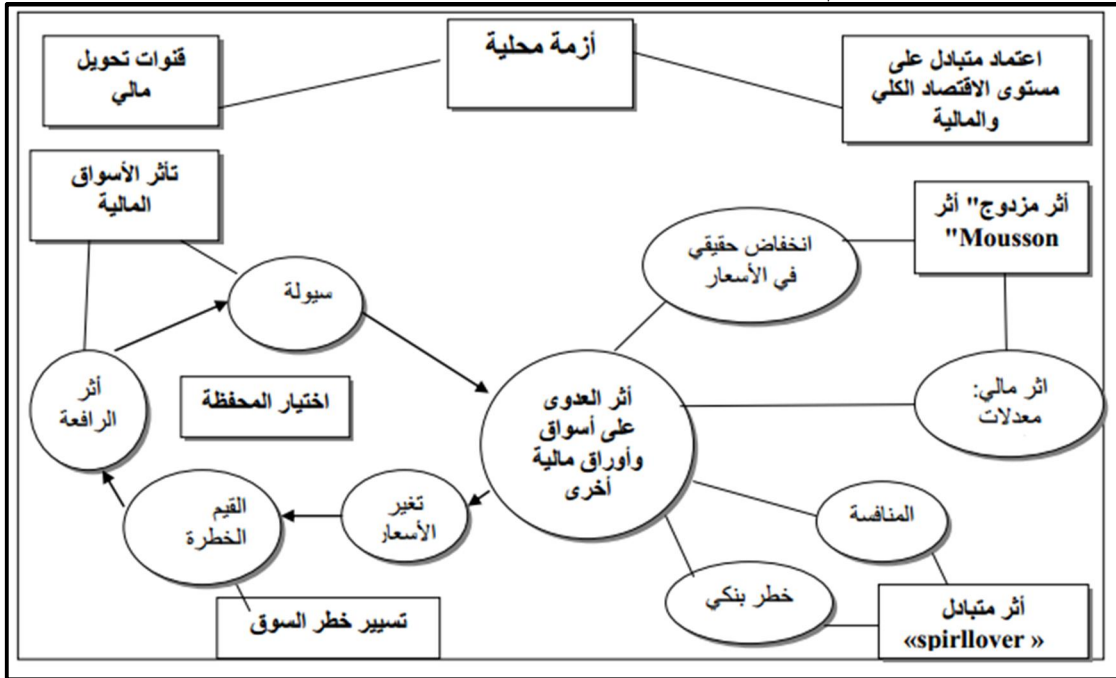 أزمة محلية
اعتماد متبادل على
مستوى الاقتصاد الكلي
والمالية
قنوات تحويل
مالي
تأثر الأسواق
المالية
أثر مزدوج" أثر
"Mousson
انخفاض حقيقي
في الأسعار
سيولة
أثر
الرافعة
اختيار المحفظة
أثر العدوى
على أسواق
وأوراق مالية
أخرى
اثر مالي:
معدلات
القيم
الخطرة
تغير
الأسعار
المنافسة
خطر بنكي
تسيير خطر السوق
أثر متبادل
«spirllover »